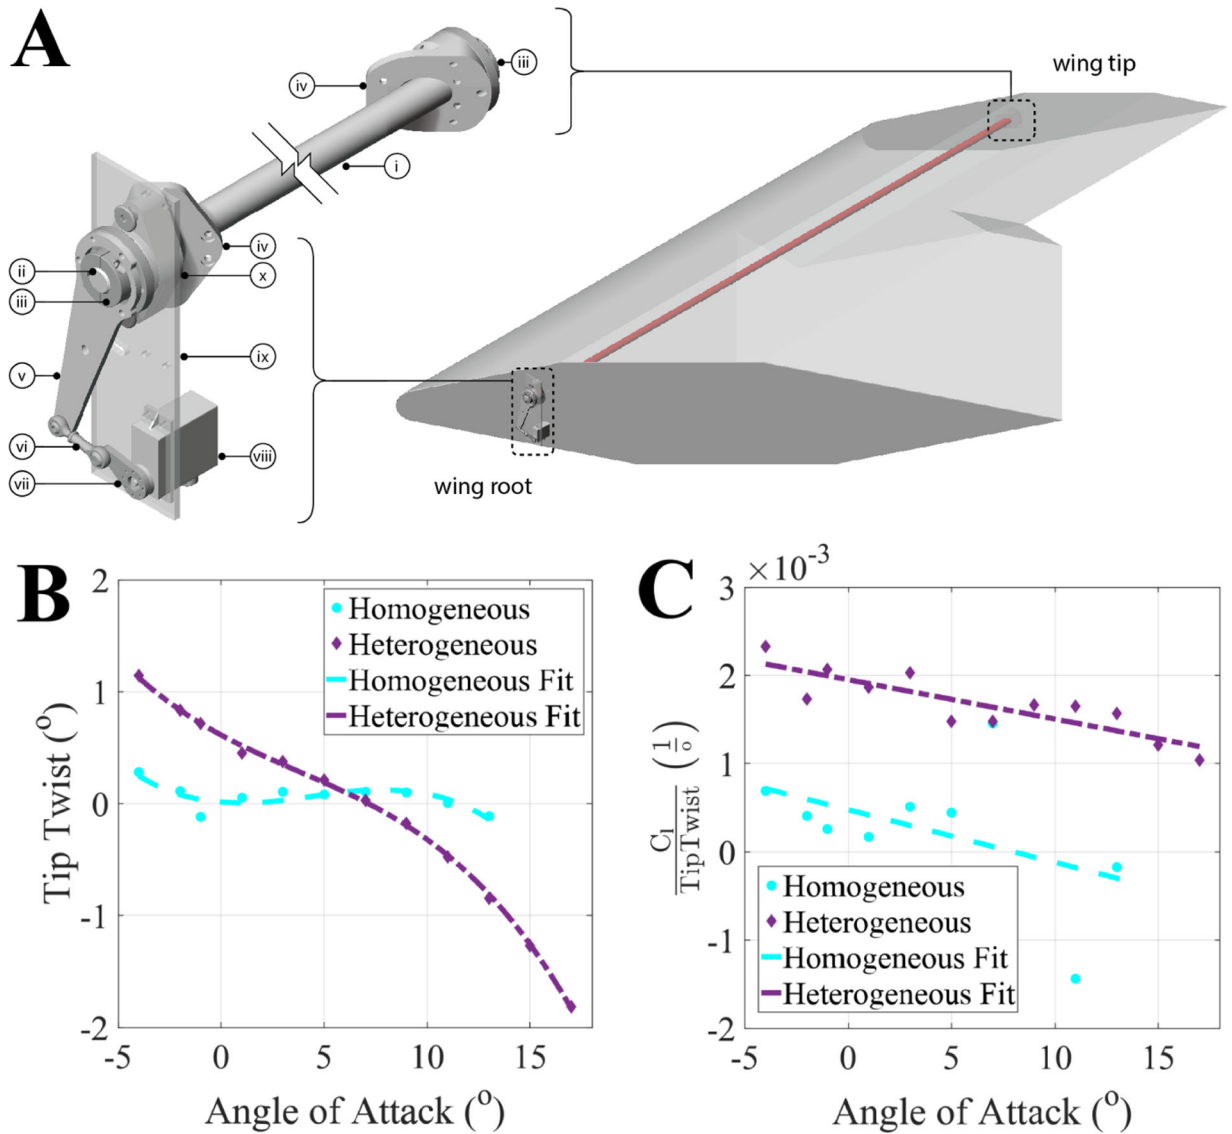 A
iii
wing tip
iv
i
iv
ii
x
iii
ix
v
vi
viii
vii
wing root
B
2
1
0
-1
-2
Tip Twist (°)
Homogeneous
Heterogeneous
Homogeneous Fit
Heterogeneous Fit
-5 0 5 10 15
Angle of Attack (°)
C
×10⁻³
3
2
1
0
-1
-2
C_l / TipTwist (1/°)
Homogeneous
Heterogeneous
Homogeneous Fit
Heterogeneous Fit
-5 0 5 10 15
Angle of Attack (°)